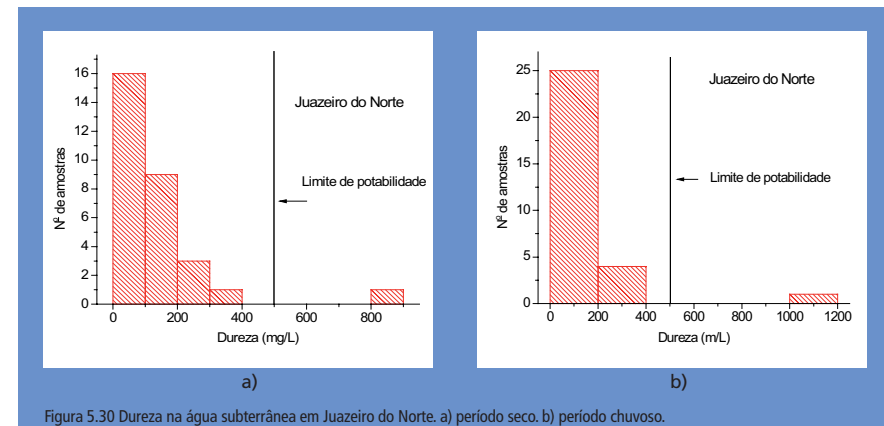 16
14
12
10
8
6
4
2
0
Nº de amostras
Juazeiro do Norte
Limite de potabilidade
0 200 400 600 800
Dureza (mg/L)
a)
25
20
15
10
5
0
Nº de amostras
Juazeiro do Norte
Limite de potabilidade
0 200 400 600 800 1000 1200
Dureza (m/L)
b)
Figura 5.30 Dureza na água subterrânea em Juazeiro do Norte. a) período seco. b) período chuvoso.